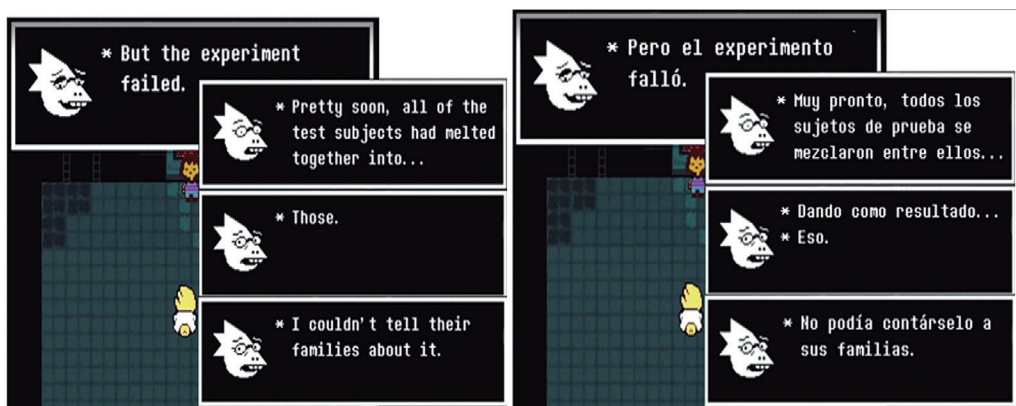 * But the experiment
failed.
* Pretty soon, all of the
test subjects had melted
together into...
* Those.
* I couldn't tell their
families about it.
* Pero el experimento
falló.
* Muy pronto, todos los
sujetos de prueba se
mezclaron entre ellos...
* Dando como resultado...
* Eso.
* No podía contárselo a
sus familias.